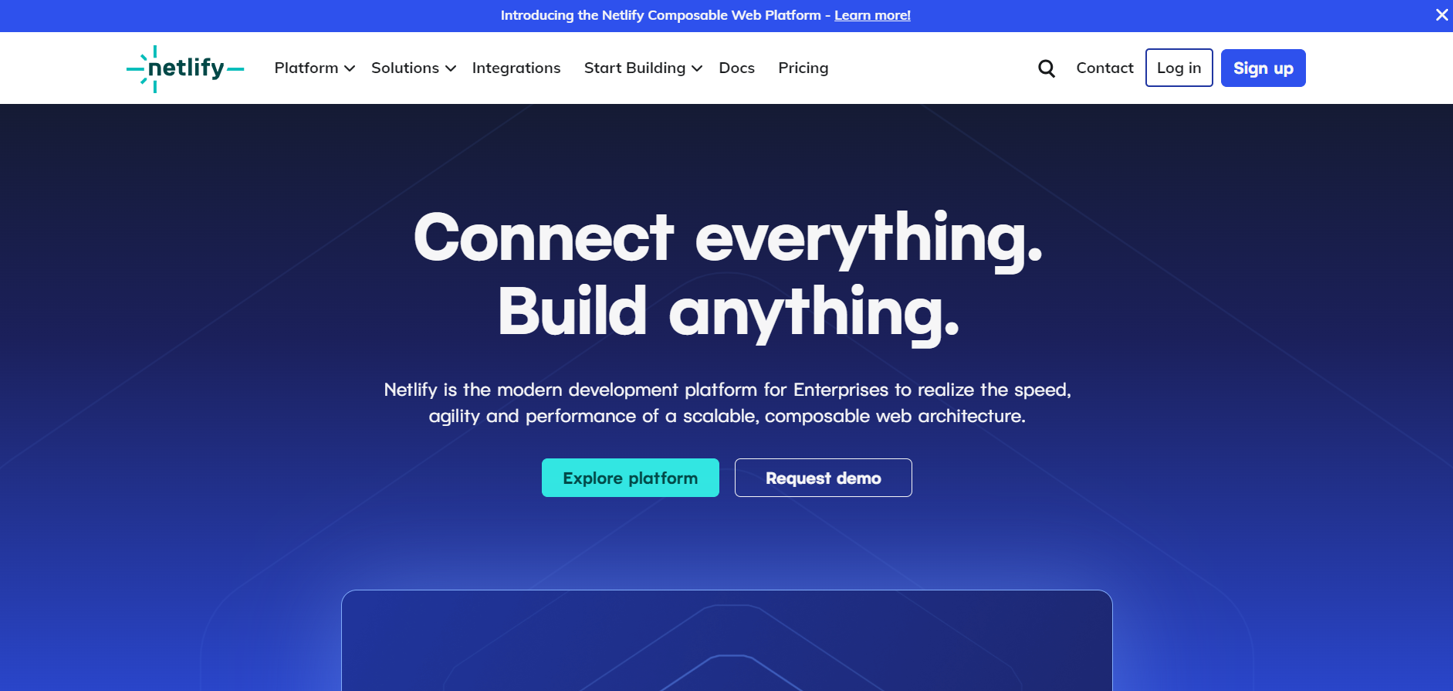 Introducing the Netlify Composable Web Platform - Learn more!
netlify
Platform Solutions Integrations Start Building Docs Pricing Contact Log in Sign up
Connect everything.
Build anything.
Netlify is the modern development platform for Enterprises to realize the speed,
agility and performance of a scalable, composable web architecture.
Explore platform Request demo